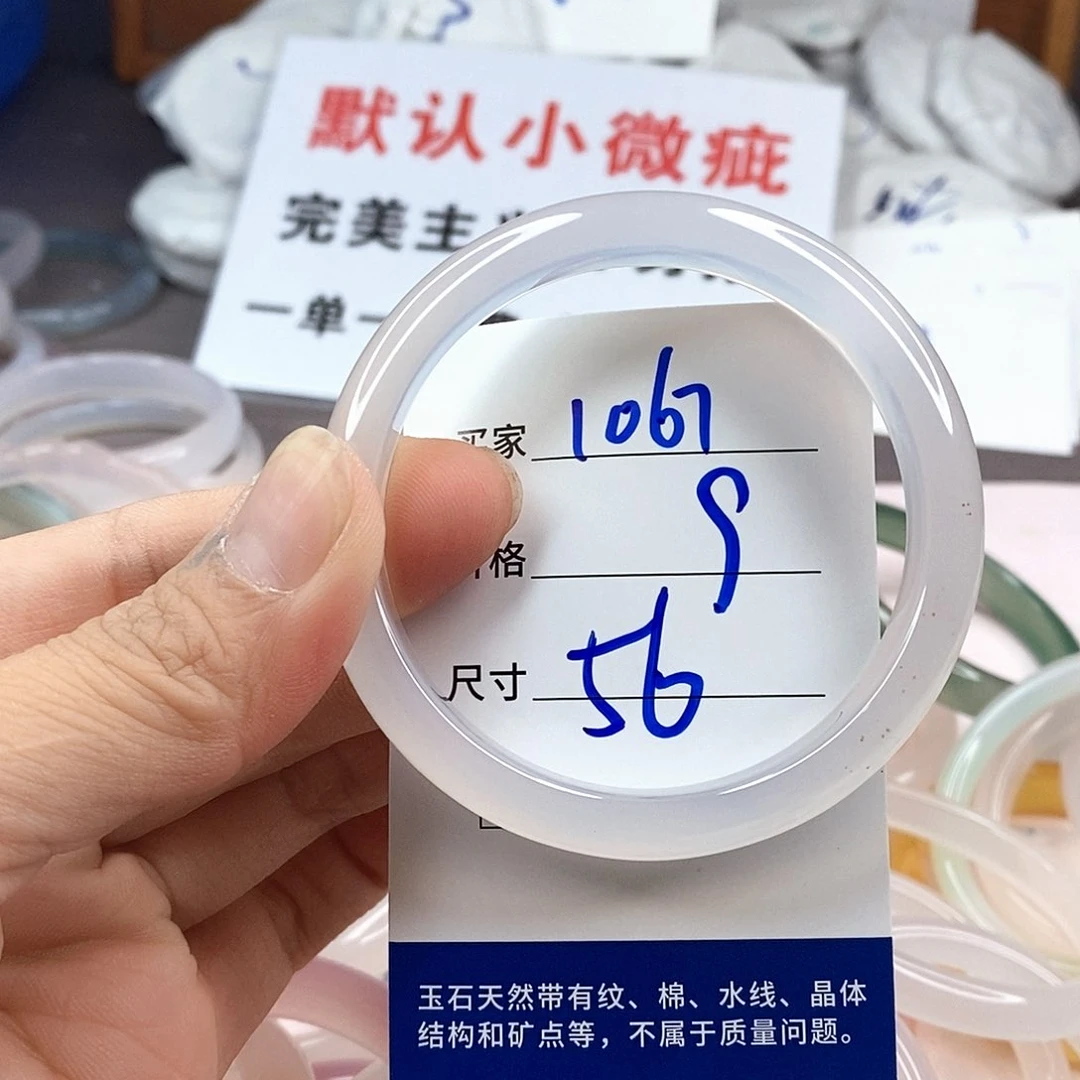 默认小微疵
完美主
一单一
买家 1067
格 9
尺寸 56
玉石天然带有纹、棉、水线、晶体
结构和矿点等，不属于质量问题。